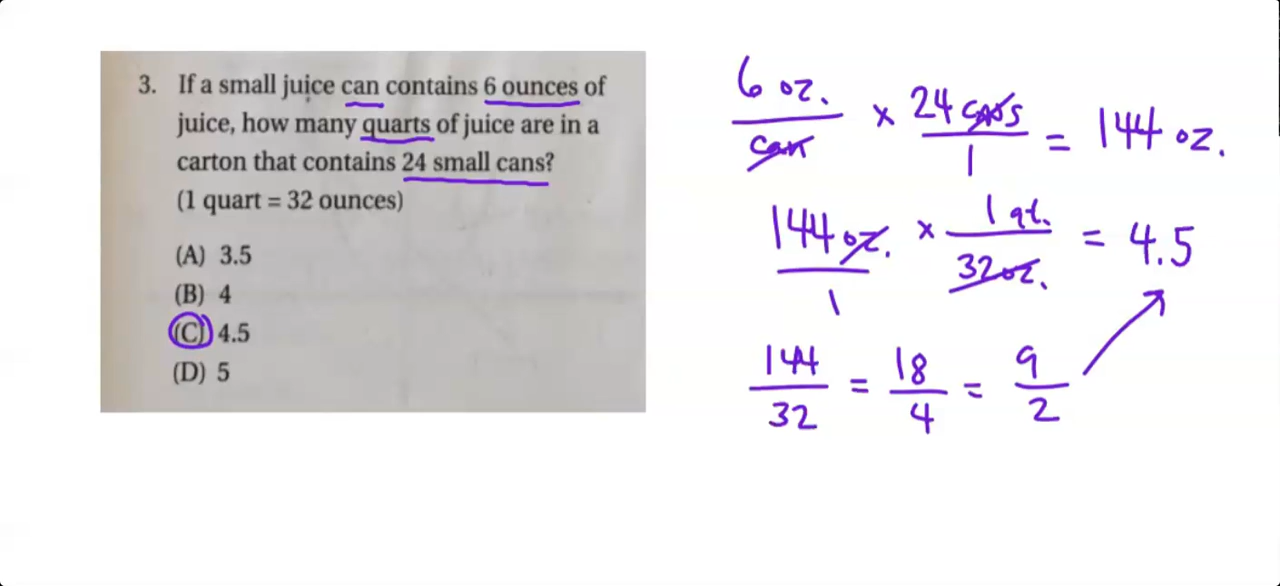 3. If a small juice can contains 6 ounces of
juice, how many quarts of juice are in a
carton that contains 24 small cans?
(1 quart = 32 ounces)
(A) 3.5
(B) 4
(C) 4.5
(D) 5
6 oz. / can × 24 cans / 1 = 144 oz.
144 oz. / 1 × 1 qt. / 32 oz. = 4.5
144 / 32 = 18 / 4 = 9 / 2